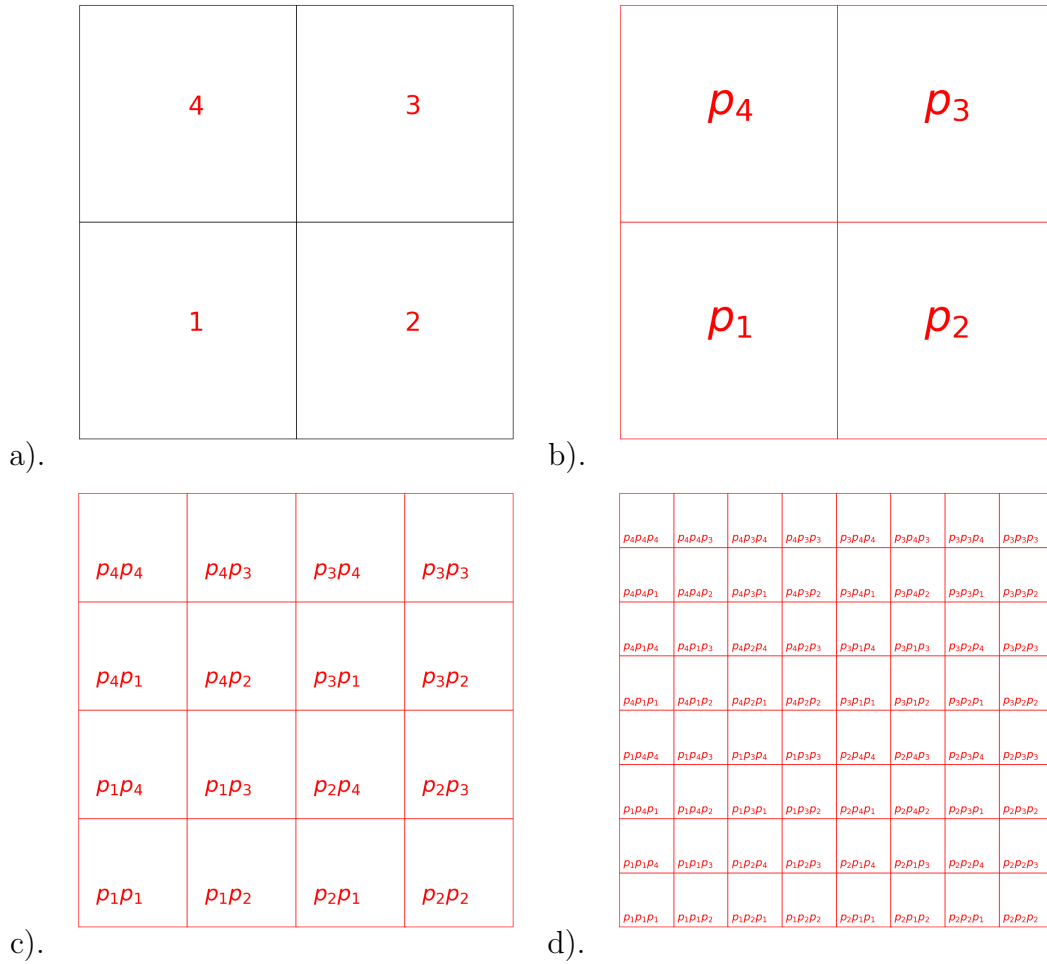 4 3
1 2
a).
p₄ p₃
p₁ p₂
b).
p₄p₄ p₄p₃ p₃p₄ p₃p₃
p₄p₁ p₄p₂ p₃p₁ p₃p₂
p₁p₄ p₁p₃ p₂p₄ p₂p₃
p₁p₁ p₁p₂ p₂p₁ p₂p₂
c).
p₄p₄p₄ p₄p₄p₃ p₄p₃p₄ p₄p₃p₃ p₃p₄p₄ p₃p₄p₃ p₃p₃p₄ p₃p₃p₃
p₄p₄p₁ p₄p₄p₂ p₄p₃p₁ p₄p₃p₂ p₃p₄p₁ p₃p₄p₂ p₃p₃p₁ p₃p₃p₂
p₄p₁p₄ p₄p₁p₃ p₄p₂p₄ p₄p₂p₃ p₃p₁p₄ p₃p₁p₃ p₃p₂p₄ p₃p₂p₃
p₄p₁p₁ p₄p₁p₂ p₄p₂p₁ p₄p₂p₂ p₃p₁p₁ p₃p₁p₂ p₃p₂p₁ p₃p₂p₂
p₁p₄p₄ p₁p₄p₃ p₁p₃p₄ p₁p₃p₃ p₂p₄p₄ p₂p₄p₃ p₂p₃p₄ p₂p₃p₃
p₁p₄p₁ p₁p₄p₂ p₁p₃p₁ p₁p₃p₂ p₂p₄p₁ p₂p₄p₂ p₂p₃p₁ p₂p₃p₂
p₁p₁p₄ p₁p₁p₃ p₁p₂p₄ p₁p₂p₃ p₂p₁p₄ p₂p₁p₃ p₂p₂p₄ p₂p₂p₃
p₁p₁p₁ p₁p₁p₂ p₁p₂p₁ p₁p₂p₂ p₂p₁p₁ p₂p₁p₂ p₂p₂p₁ p₂p₂p₂
d).